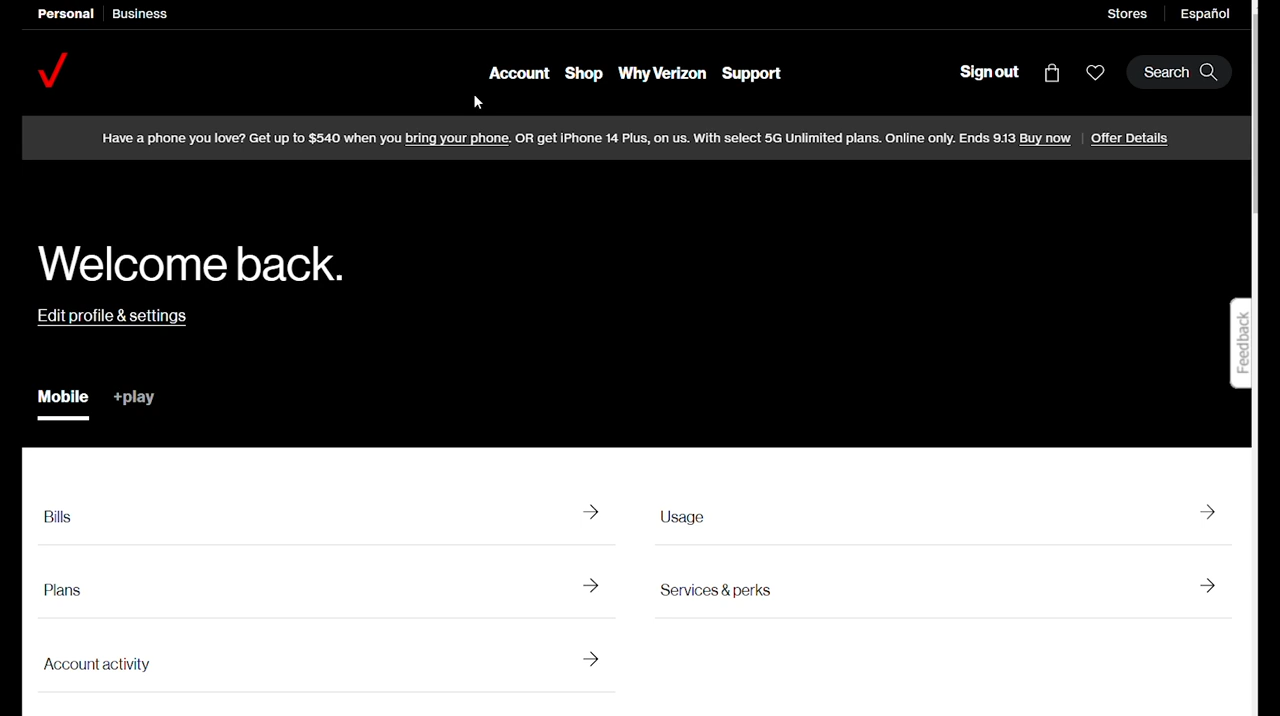 Personal Business Stores Español
Account Shop Why Verizon Support Sign out Search
Have a phone you love? Get up to $540 when you bring your phone. OR get iPhone 14 Plus, on us. With select 5G Unlimited plans. Online only. Ends 9.13 Buy now Offer Details
Welcome back.
Edit profile & settings
Feedback
Mobile +play
Bills
Usage
Plans
Services & perks
Account activity